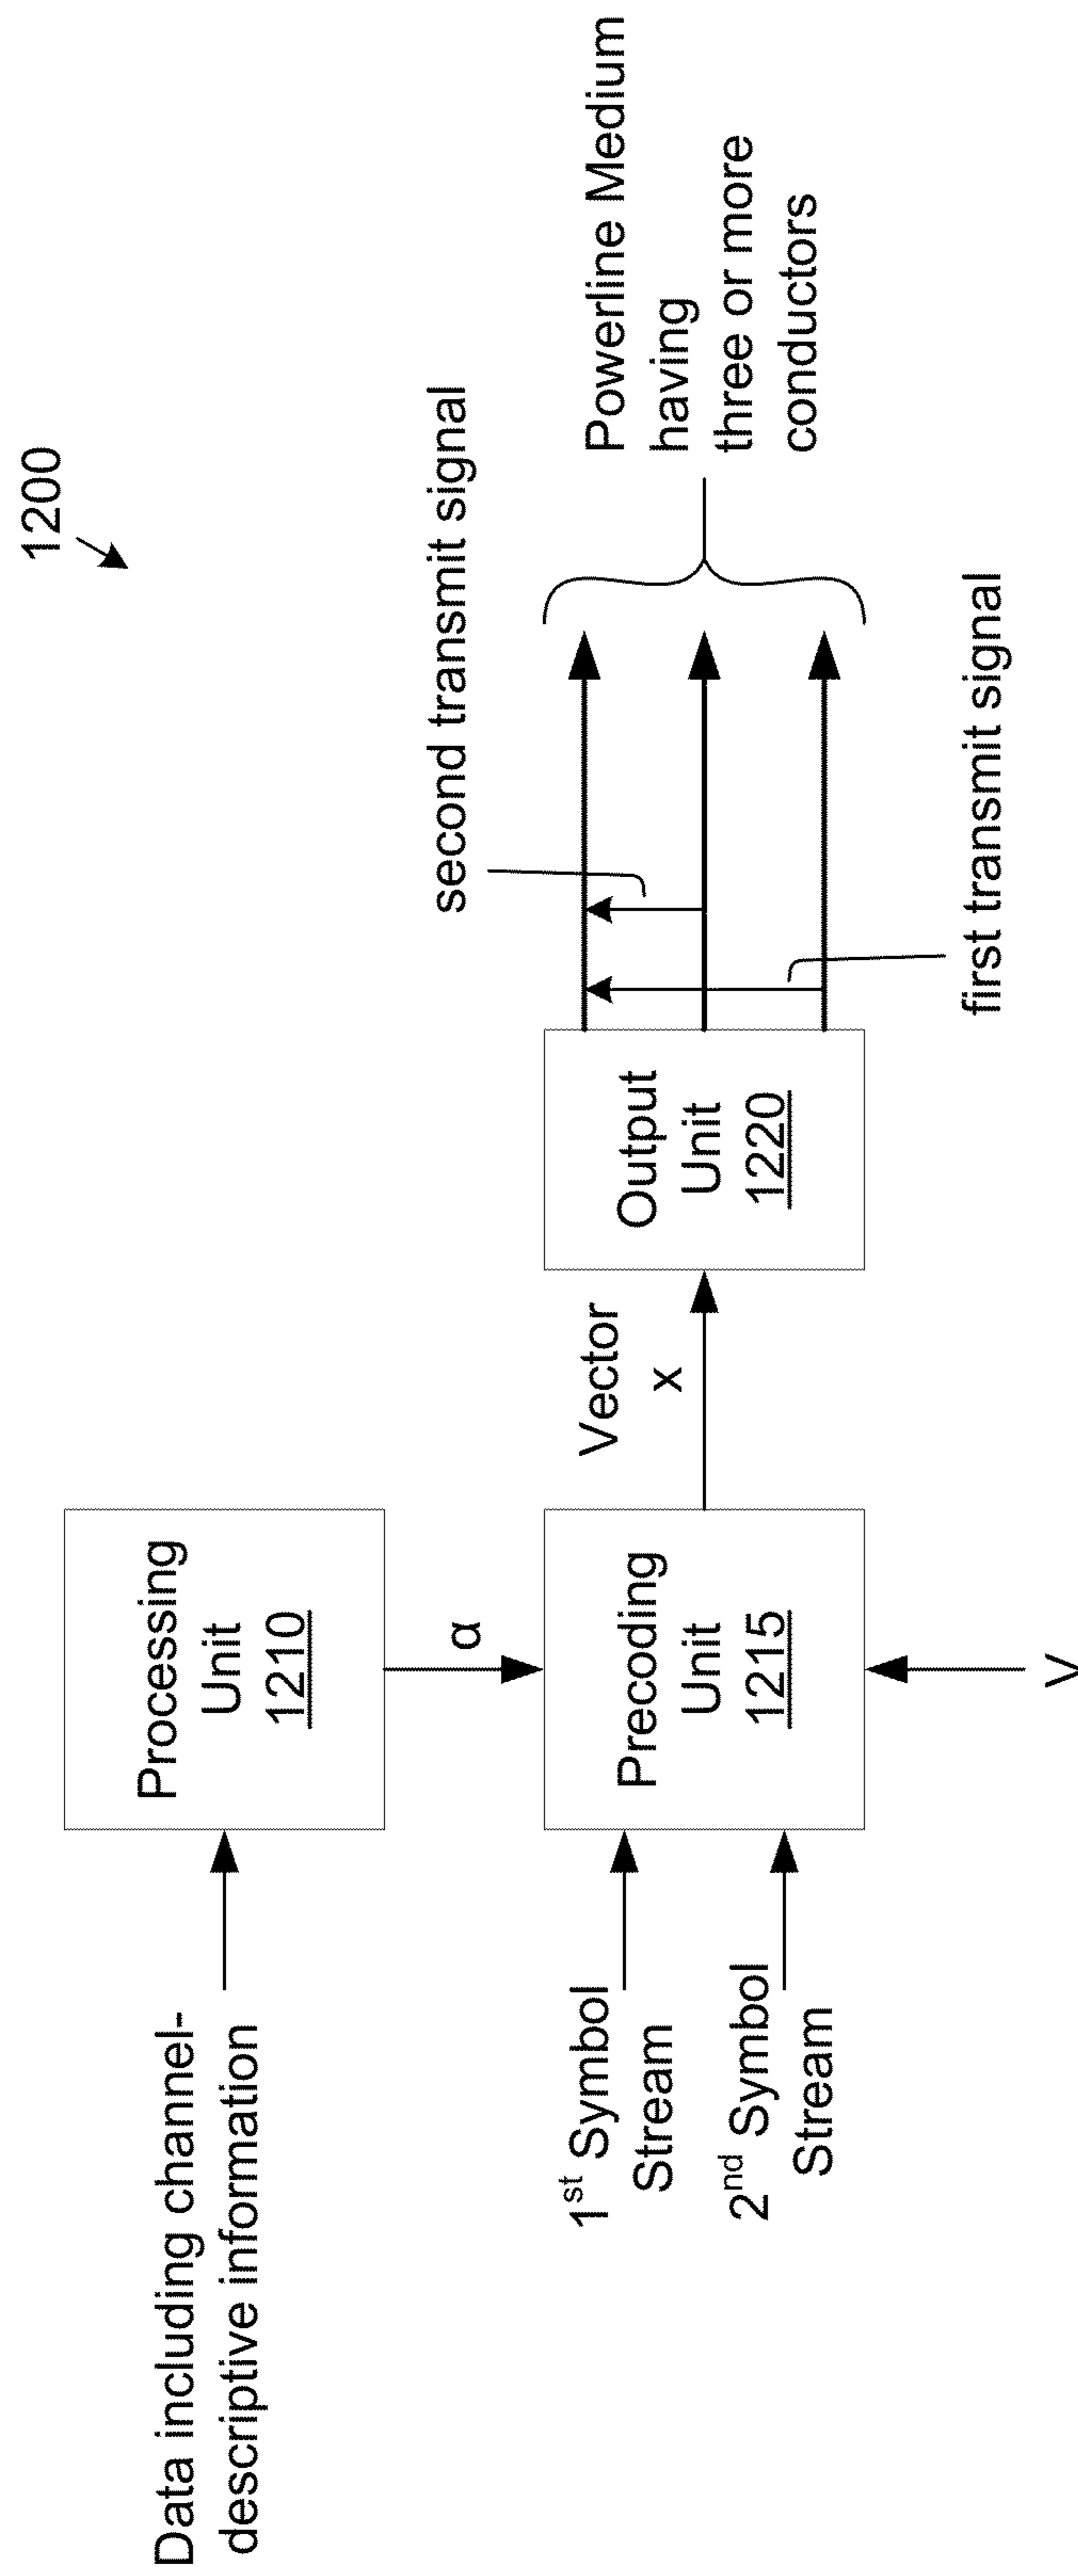 1200
Data including channel-
descriptive information
Processing
Unit
1210
α
1st Symbol
Stream
2nd Symbol
Stream
Precoding
Unit
1215
V
Vector
x
Output
Unit
1220
second transmit signal
first transmit signal
Powerline Medium
having
three or more
conductors